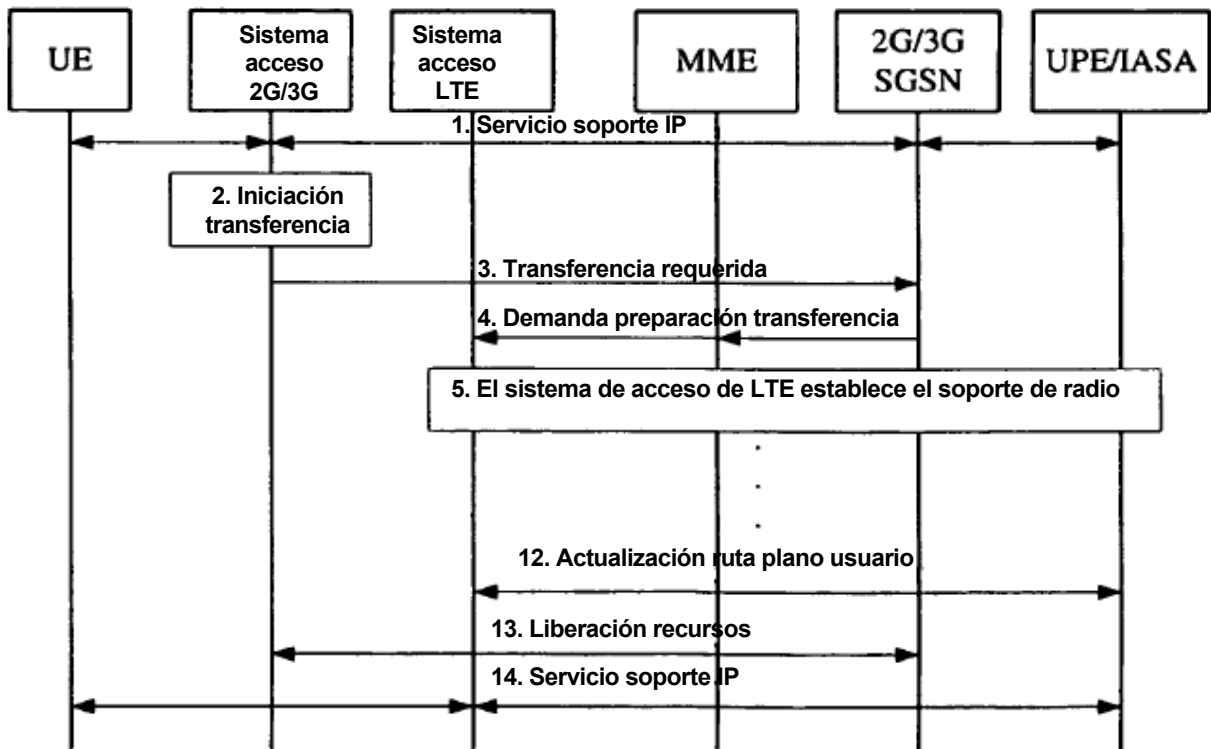 UE
Sistema
acceso
2G/3G
Sistema
acceso
LTE
MME
2G/3G
SGSN
UPE/IASA
1. Servicio soporte IP
2. Iniciación
transferencia
3. Transferencia requerida
4. Demanda preparación transferencia
5. El sistema de acceso de LTE establece el soporte de radio
12. Actualización ruta plano usuario
13. Liberación recursos
14. Servicio soporte IP